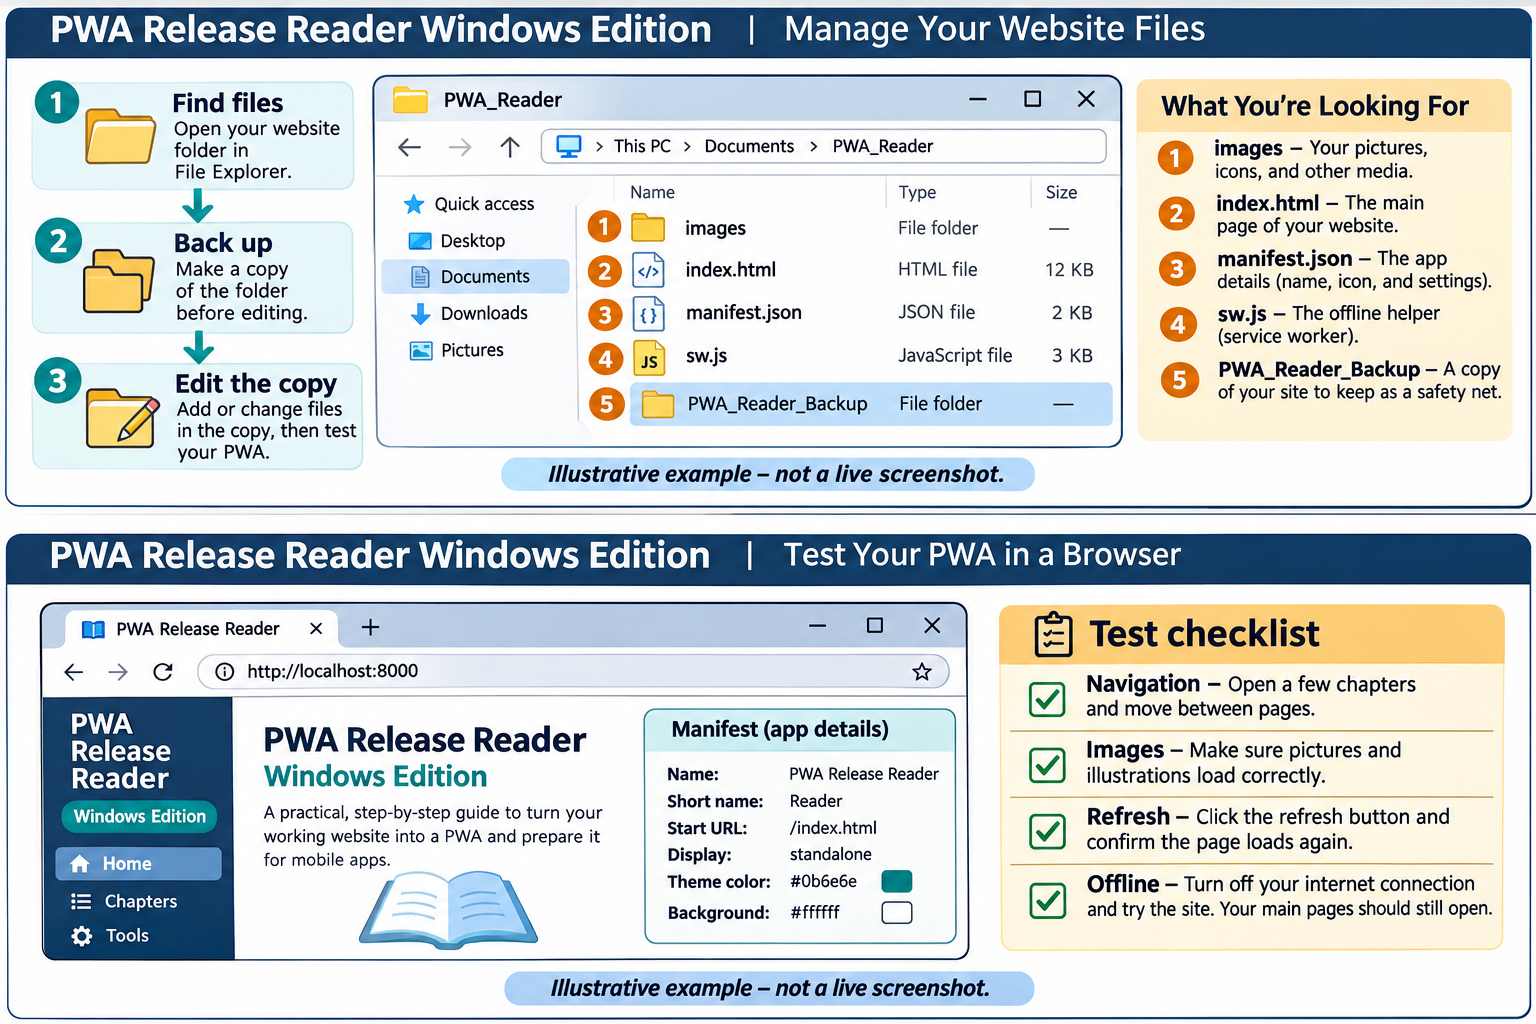 PWA Release Reader Windows Edition | Manage Your Website Files
1
Find files
Open your website
folder in
File Explorer.
2
Back up
Make a copy
of the folder
before editing.
3
Edit the copy
Add or change files
in the copy, then test
your PWA.
PWA_Reader
This PC > Documents > PWA_Reader
Quick access
Desktop
Documents
Downloads
Pictures
Name Type Size
1 images File folder —
2 </> index.html HTML file 12 KB
3 {} manifest.json JSON file 2 KB
4 JS sw.js JavaScript file 3 KB
5 PWA_Reader_Backup File folder —
What You're Looking For
1 images – Your pictures,
icons, and other media.
2 index.html – The main
page of your website.
3 manifest.json – The app
details (name, icon, and settings).
4 sw.js – The offline helper
(service worker).
5 PWA_Reader_Backup – A copy
of your site to keep as a safety net.
Illustrative example – not a live screenshot.
PWA Release Reader Windows Edition | Test Your PWA in a Browser
PWA Release Reader
http://localhost:8000
PWA
Release
Reader
Windows Edition
Home
Chapters
Tools
PWA Release Reader
Windows Edition
A practical, step-by-step guide to turn your
working website into a PWA and prepare it
for mobile apps.
Manifest (app details)
Name: PWA Release Reader
Short name: Reader
Start URL: /index.html
Display: standalone
Theme color: #0b6e6e
Background: #ffffff
Test checklist
Navigation – Open a few chapters
and move between pages.
Images – Make sure pictures and
illustrations load correctly.
Refresh – Click the refresh button and
confirm the page loads again.
Offline – Turn off your internet connection
and try the site. Your main pages should still open.
Illustrative example – not a live screenshot.